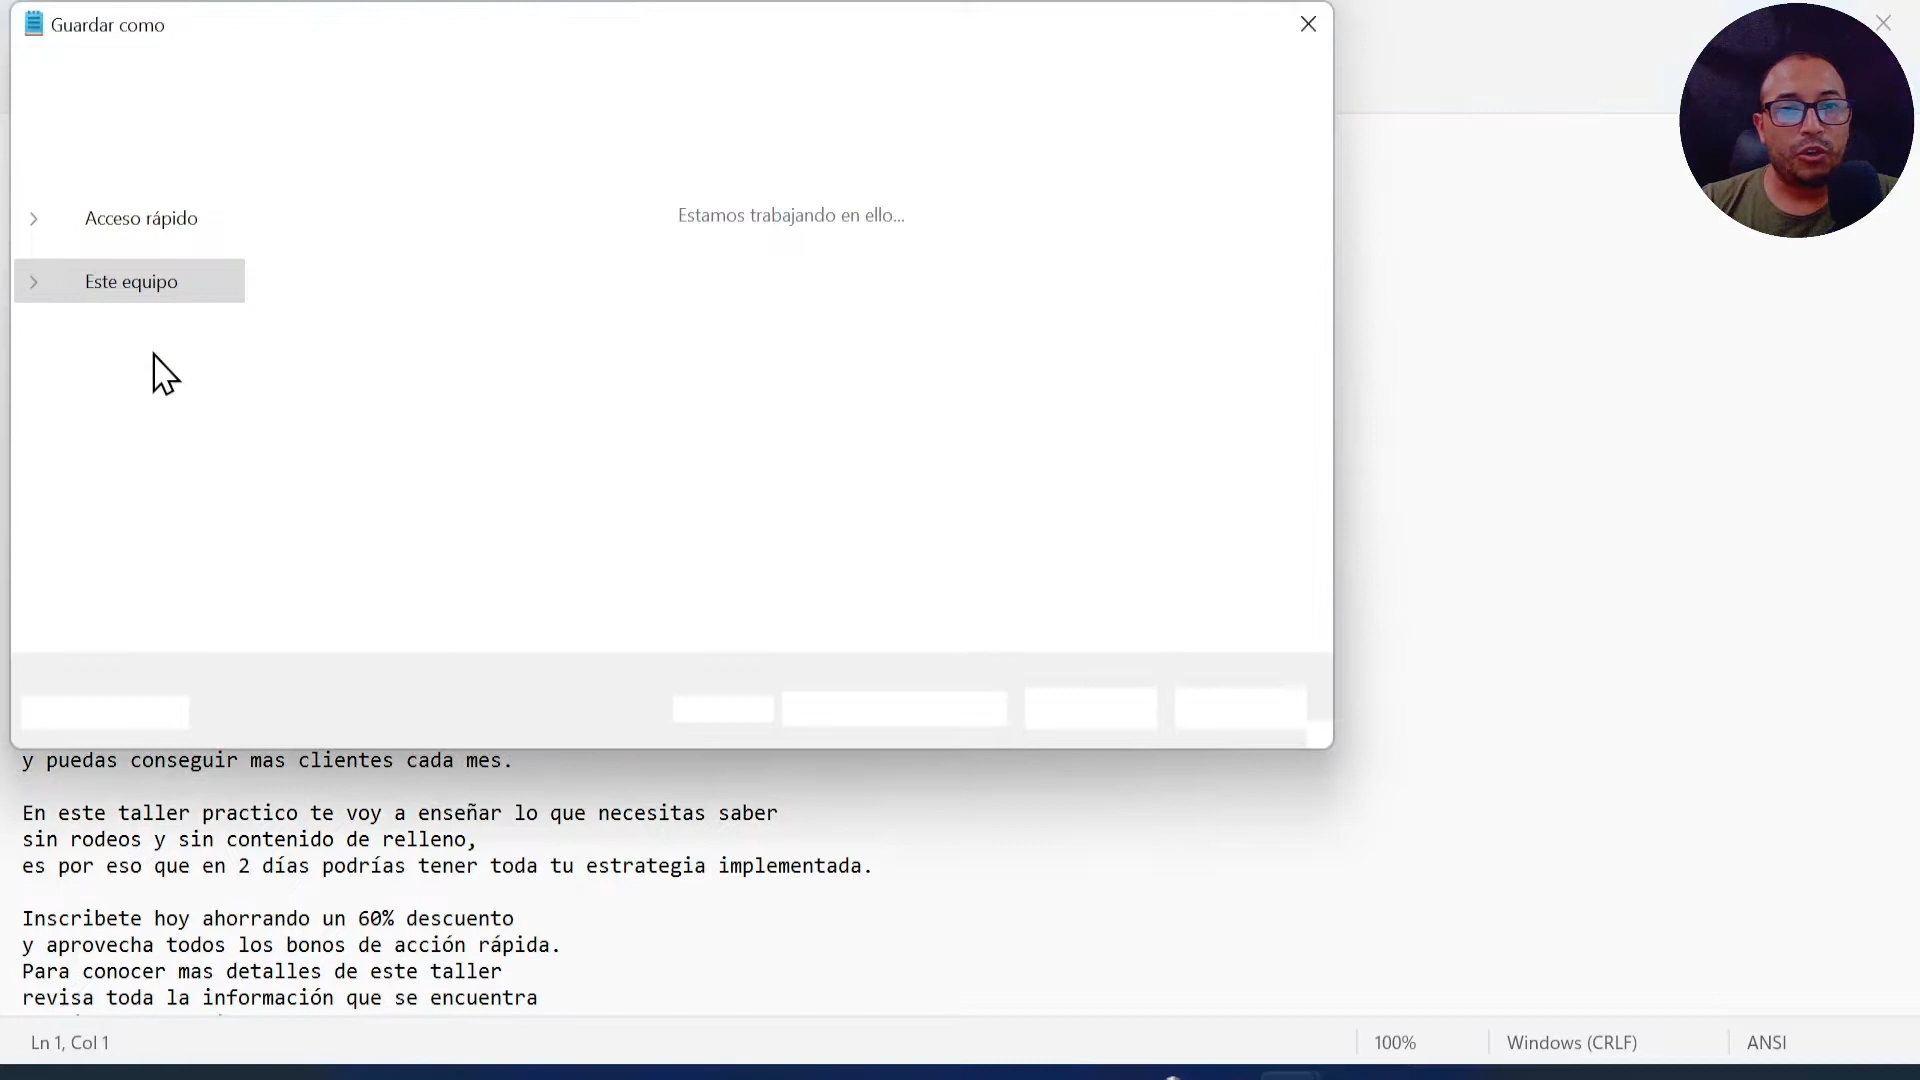 Guardar como
Acceso rápido
Estamos trabajando en ello...
Este equipo
y puedas conseguir mas clientes cada mes.
En este taller practico te voy a enseñar lo que necesitas saber
sin rodeos y sin contenido de relleno,
es por eso que en 2 días podrías tener toda tu estrategia implementada.
Inscribete hoy ahorrando un 60% descuento
y aprovecha todos los bonos de acción rápida.
Para conocer mas detalles de este taller
revisa toda la información que se encuentra
Ln 1, Col 1
100%
Windows (CRLF)
ANSI